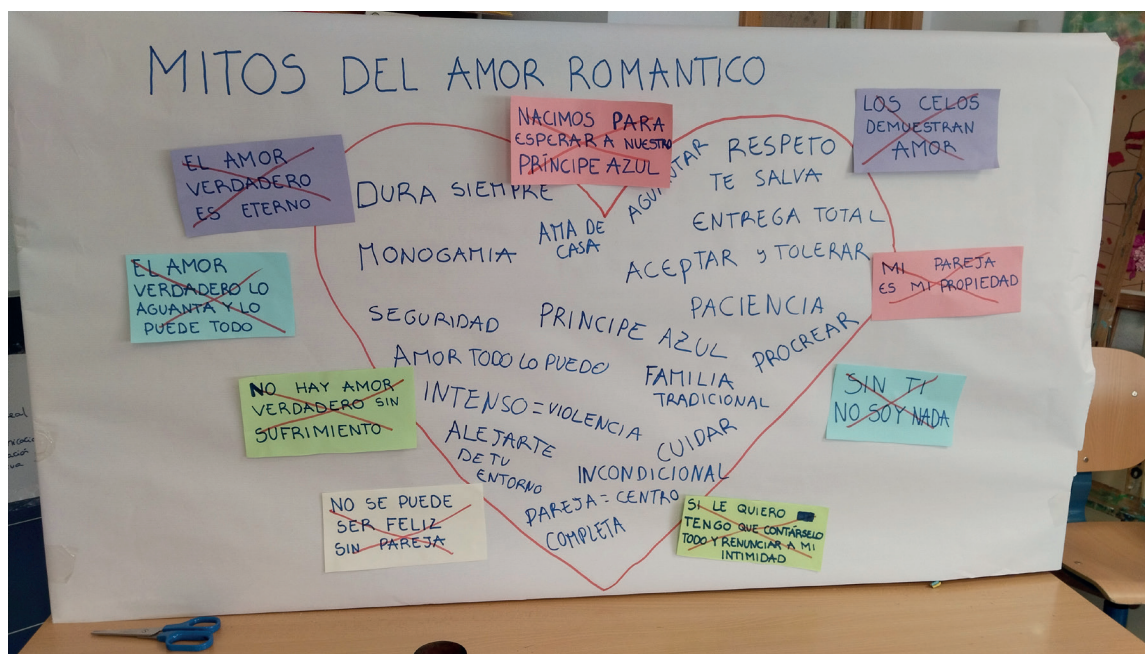 MITOS DEL AMOR ROMANTICO
NACIMOS PARA
ESPERAR A NUESTRO
PRÍNCIPE AZUL
LOS CELOS
DEMUESTRAN
AMOR
EL AMOR
VERDADERO
ES ETERNO
DURA SIEMPRE
AGUANTAR
RESPETO
TE SALVA
AMA DE
CASA
ENTREGA TOTAL
MONOGAMIA
ACEPTAR Y TOLERAR
EL AMOR
VERDADERO LO
AGUANTA Y LO
PUEDE TODO
MI PAREJA
ES MI PROPIEDAD
SEGURIDAD
PRINCIPE AZUL
PACIENCIA
PROCREAR
AMOR TODO LO PUEDO
FAMILIA
TRADICIONAL
NO HAY AMOR
VERDADERO SIN
SUFRIMIENTO
SIN TI
NO SOY NADA
INTENSO = VIOLENCIA
CUIDAR
ALEJARTE
DE TU
ENTORNO
INCONDICIONAL
PAREJA = CENTRO
COMPLETA
NO SE PUEDE
SER FELIZ
SIN PAREJA
SI LE QUIERO
TENGO QUE CONTÁRSELO
TODO Y RENUNCIAR A MI
INTIMIDAD